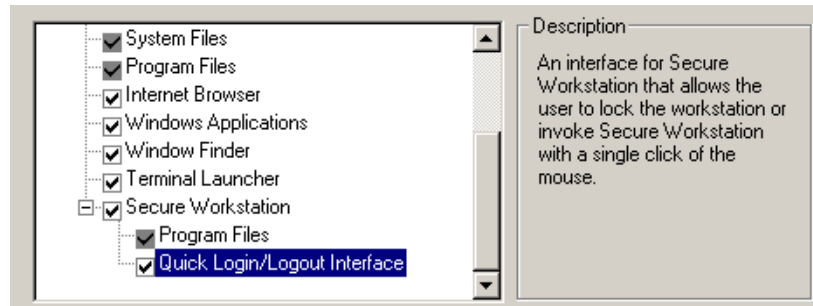 System Files
Program Files
Internet Browser
Windows Applications
Window Finder
Terminal Launcher
Secure Workstation
Program Files
Quick Login/Logout Interface
Description
An interface for Secure
Workstation that allows the
user to lock the workstation or
invoke Secure Workstation
with a single click of the
mouse.